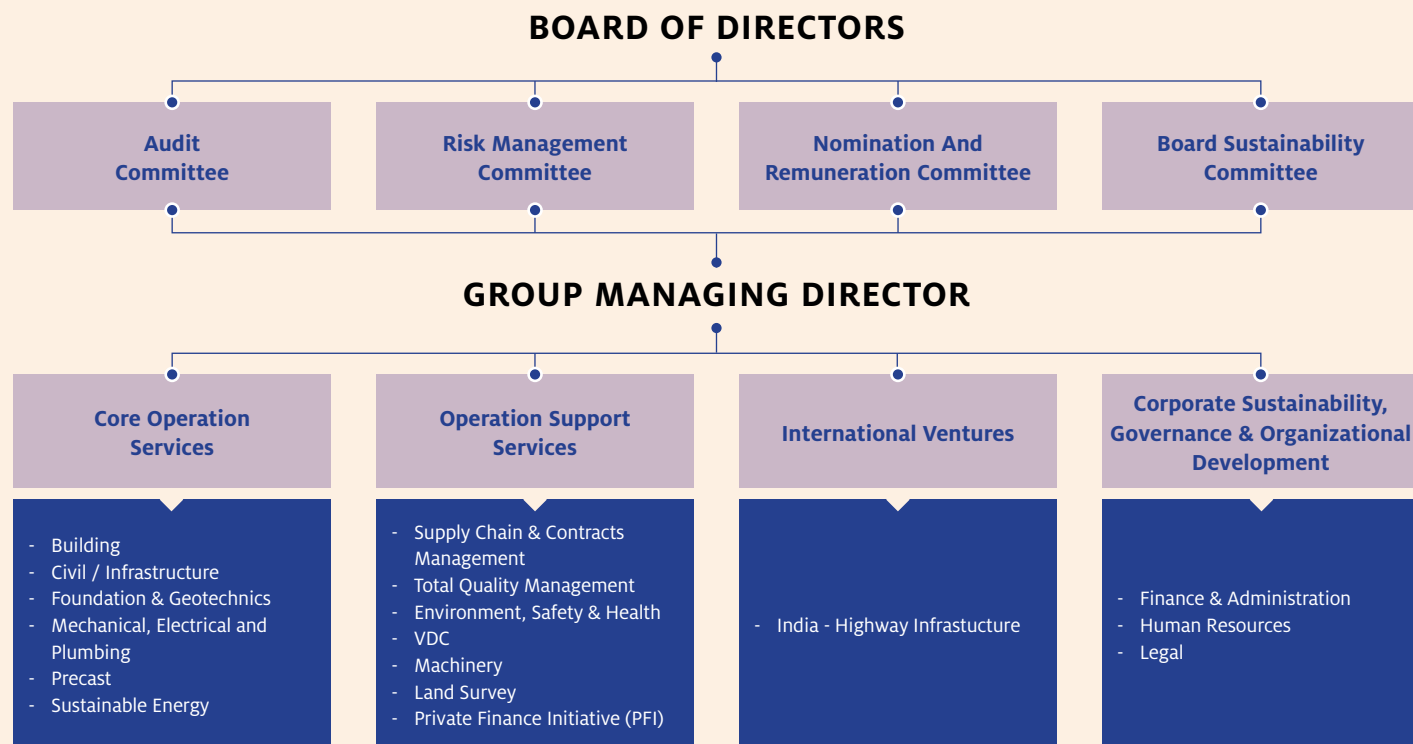 BOARD OF DIRECTORS
Audit
Committee
Risk Management
Committee
Nomination And
Remuneration Committee
Board Sustainability
Committee
GROUP MANAGING DIRECTOR
Core Operation
Services
Operation Support
Services
International Ventures
Corporate Sustainability,
Governance & Organizational
Development
- Building
- Civil / Infrastructure
- Foundation & Geotechnics
- Mechanical, Electrical and
Plumbing
- Precast
- Sustainable Energy
- Supply Chain & Contracts
Management
- Total Quality Management
- Environment, Safety & Health
- VDC
- Machinery
- Land Survey
- Private Finance Initiative (PFI)
- India - Highway Infrastucture
- Finance & Administration
- Human Resources
- Legal